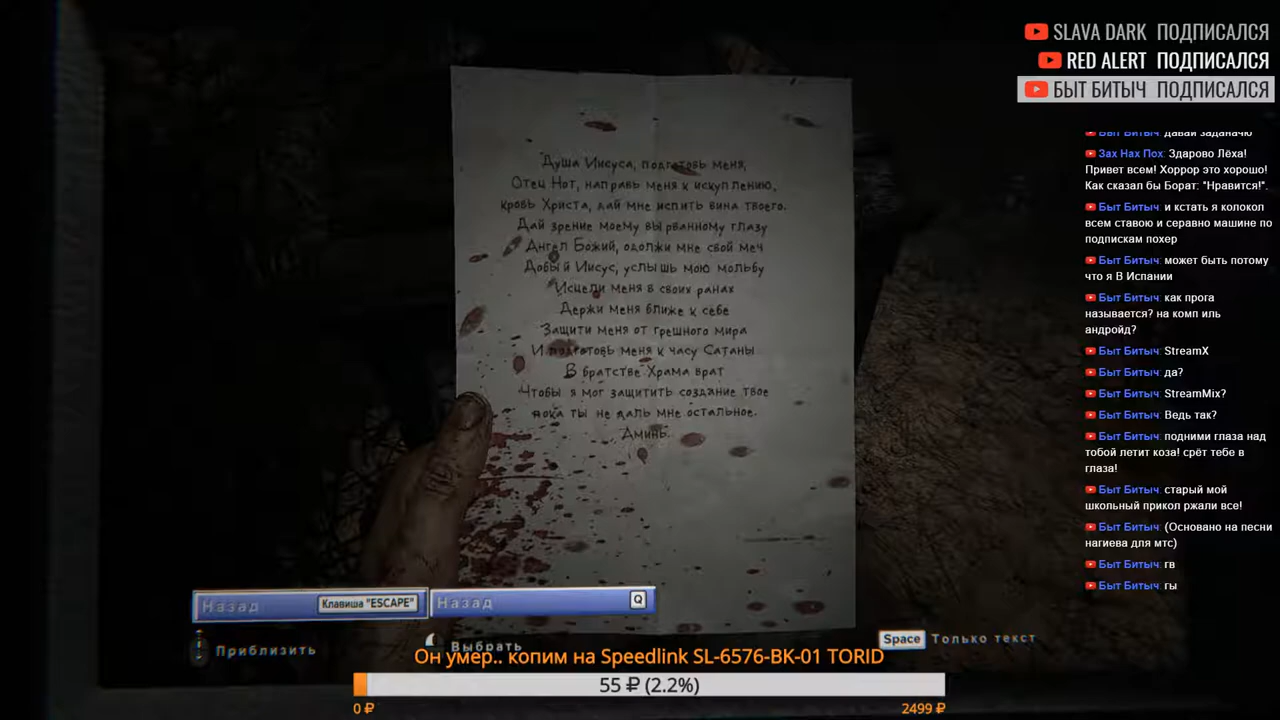 SLAVA DARK ПОДПИСАЛСЯ
RED ALERT ПОДПИСАЛСЯ
БЫТ БИТЫЧ ПОДПИСАЛСЯ
Быт Битыч: давай заданачю
Зах Нах Пох: Здарово Лёха!
Привет всем! Хоррор это хорошо!
Как сказал бы Борат: "Нравится!".
Быт Битыч: и кстать я колокол
всем ставою и серавно машине по
подпискам похер
Быт Битыч: может быть потому
что я В Испании
Быт Битыч: как прога
называется? на комп иль
андройд?
Быт Битыч: StreamX
Быт Битыч: да?
Быт Битыч: StreamMix?
Быт Битыч: Ведь так?
Быт Битыч: подними глаза над
тобой летит коза! срёт тебе в
глаза!
Быт Битыч: старый мой
школьный прикол ржали все!
Быт Битыч: (Основано на песни
нагиева для мтс)
Быт Битыч: гв
Быт Битыч: гы
Душа Иисуса, подготовь меня,
Отец Нот, направь меня к искуплению,
кровь Христа, дай мне испить вина твоего.
Дай зрение моему вырванному глазу
Ангел Божий, одолжи мне свой меч
Добый Иисус, услышь мою мольбу
Исцели меня в своих ранах
Держи меня ближе к себе
Защити меня от грешного мира
И подготовь меня к часу Сатаны
В братстве Храма врат
Чтобы я мог защитить создание твое
пока ты не даль мне остальное.
Аминь.
Назад Клавиша "ESCAPE" Назад Q
Приблизить Выбрать Space Только текст
Он умер.. копим на Speedlink SL-6576-BK-01 TORID
55 ₽ (2.2%)
0 ₽ 2499 ₽